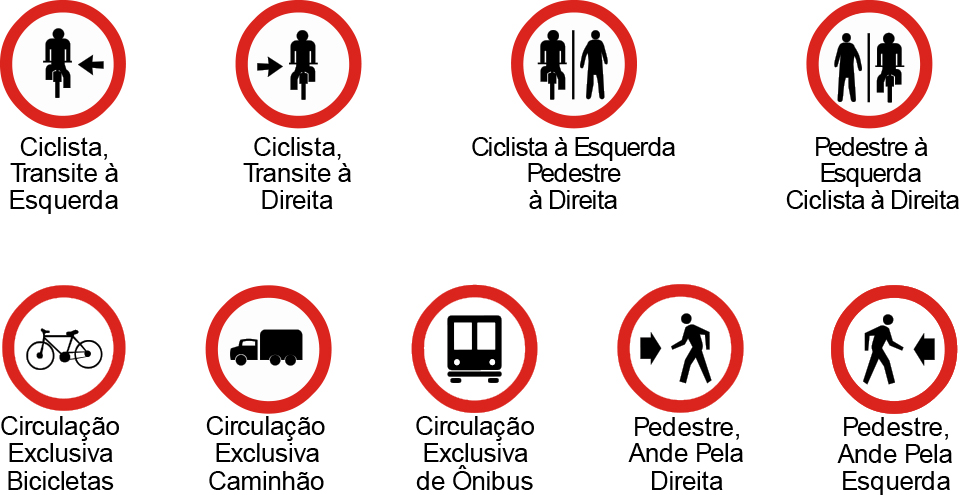 Ciclista,
Transite à
Esquerda
Ciclista,
Transite à
Direita
Ciclista à Esquerda
Pedestre
à Direita
Pedestre à
Esquerda
Ciclista à Direita
Circulação
Exclusiva
Bicicletas
Circulação
Exclusiva
Caminhão
Circulação
Exclusiva
de Ônibus
Pedestre,
Ande Pela
Direita
Pedestre,
Ande Pela
Esquerda